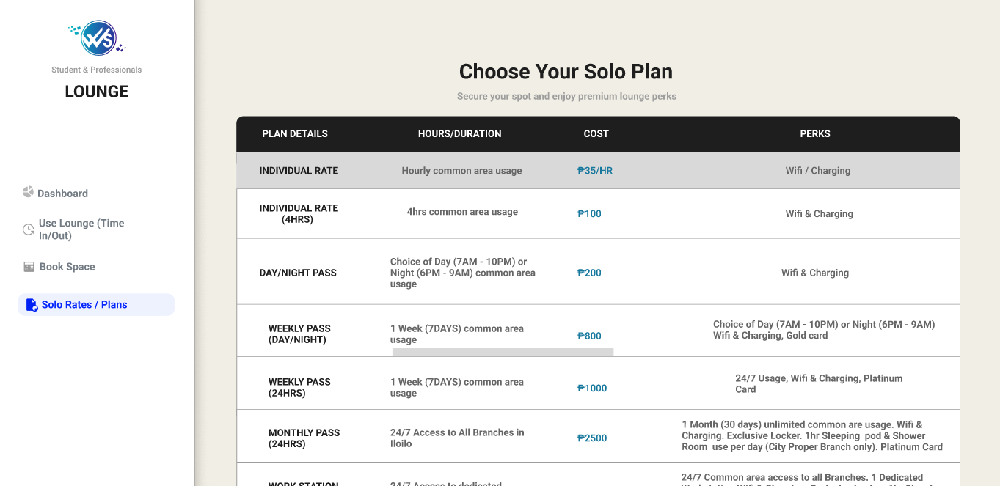 WS
Student & Professionals
LOUNGE
Dashboard
Use Lounge (Time
In/Out)
Book Space
Solo Rates / Plans
Choose Your Solo Plan
Secure your spot and enjoy premium lounge perks
PLAN DETAILS HOURS/DURATION COST PERKS
INDIVIDUAL RATE Hourly common area usage ₱35/HR Wifi / Charging
INDIVIDUAL RATE
(4HRS)
4hrs common area usage
₱100
Wifi & Charging
DAY/NIGHT PASS
Choice of Day (7AM - 10PM) or
Night (6PM - 9AM) common area
usage
₱200
Wifi & Charging
WEEKLY PASS
(DAY/NIGHT)
1 Week (7DAYS) common area
usage
₱800
Choice of Day (7AM - 10PM) or Night (6PM - 9AM)
Wifi & Charging, Gold card
WEEKLY PASS
(24HRS)
1 Week (7DAYS) common area
usage
₱1000
24/7 Usage, Wifi & Charging, Platinum
Card
MONTHLY PASS
(24HRS)
24/7 Access to All Branches in
Iloilo
₱2500
1 Month (30 days) unlimited common are usage. Wifi &
Charging. Exclusive Locker. 1hr Sleeping pod & Shower
Room use per day (City Proper Branch only). Platinum Card
WORK STATION
24/7 Access to dedicated
24/7 Common area access to all Branches. 1 Dedicated